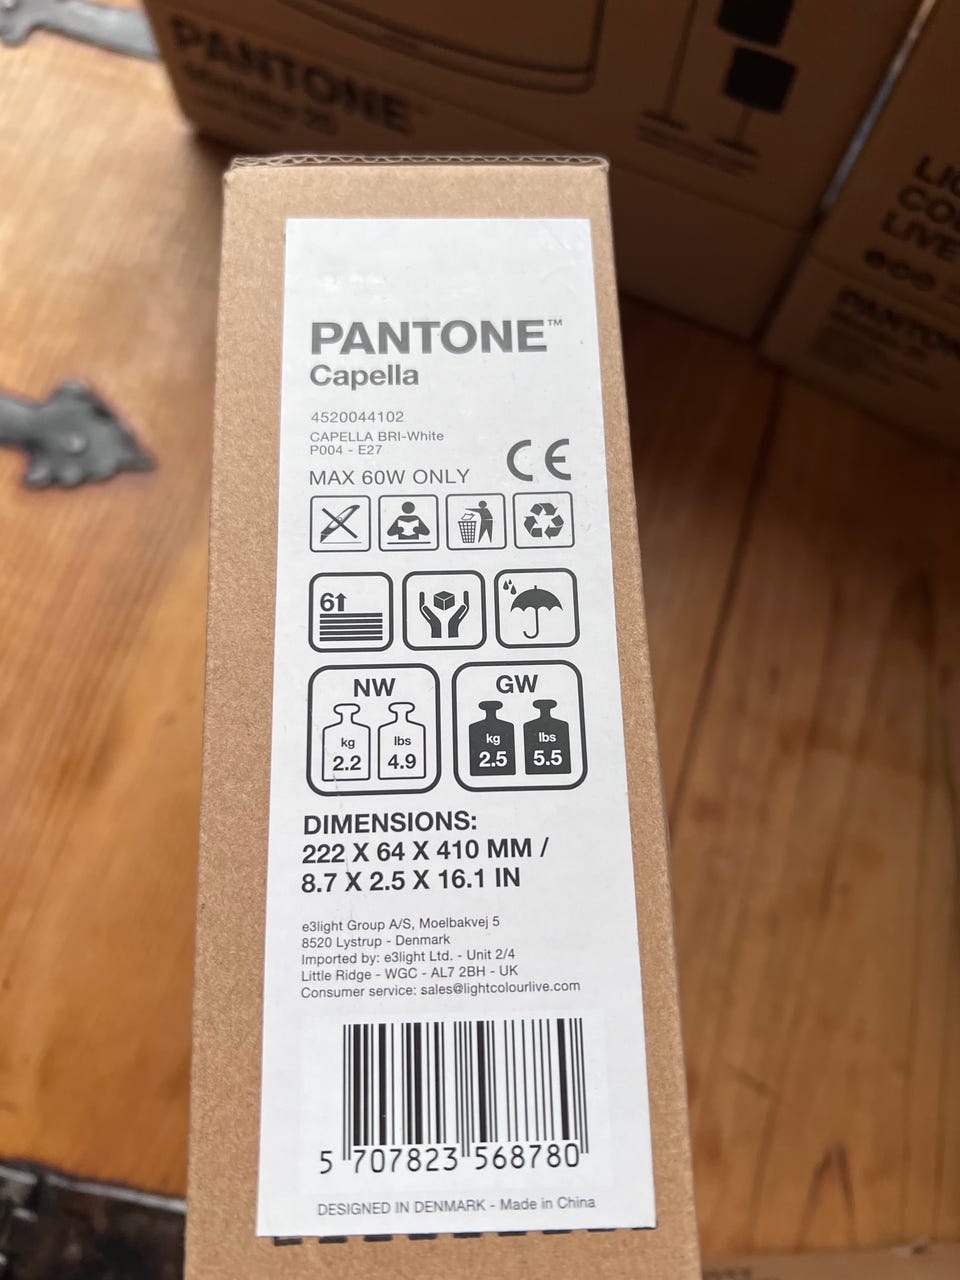 PANTONE
PANTONE™
Capella
4520044102
CAPELLA BRI-White
P004 - E27
MAX 60W ONLY
CE
6
NW
GW
kg
lbs
kg
lbs
2.2
4.9
2.5
5.5
DIMENSIONS:
222 X 64 X 410 MM /
8.7 X 2.5 X 16.1 IN
e3light Group A/S, Moelbakvej 5
8520 Lystrup - Denmark
Imported by: e3light Ltd. - Unit 2/4
Little Ridge - WGC - AL7 2BH - UK
Consumer service: sales@lightcolourlive.com
5 707823 568780
DESIGNED IN DENMARK - Made in China